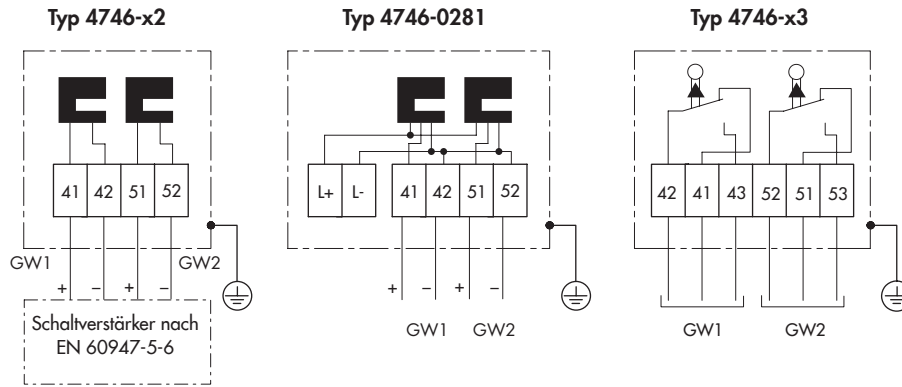 Typ 4746-x2
Typ 4746-0281
Typ 4746-x3
41 42 51 52
L+ L- 41 42 51 52
42 41 43 52 51 53
GW1 GW2
+ − + −
+ − + −
Schaltverstärker nach
EN 60947-5-6
GW1 GW2
GW1 GW2